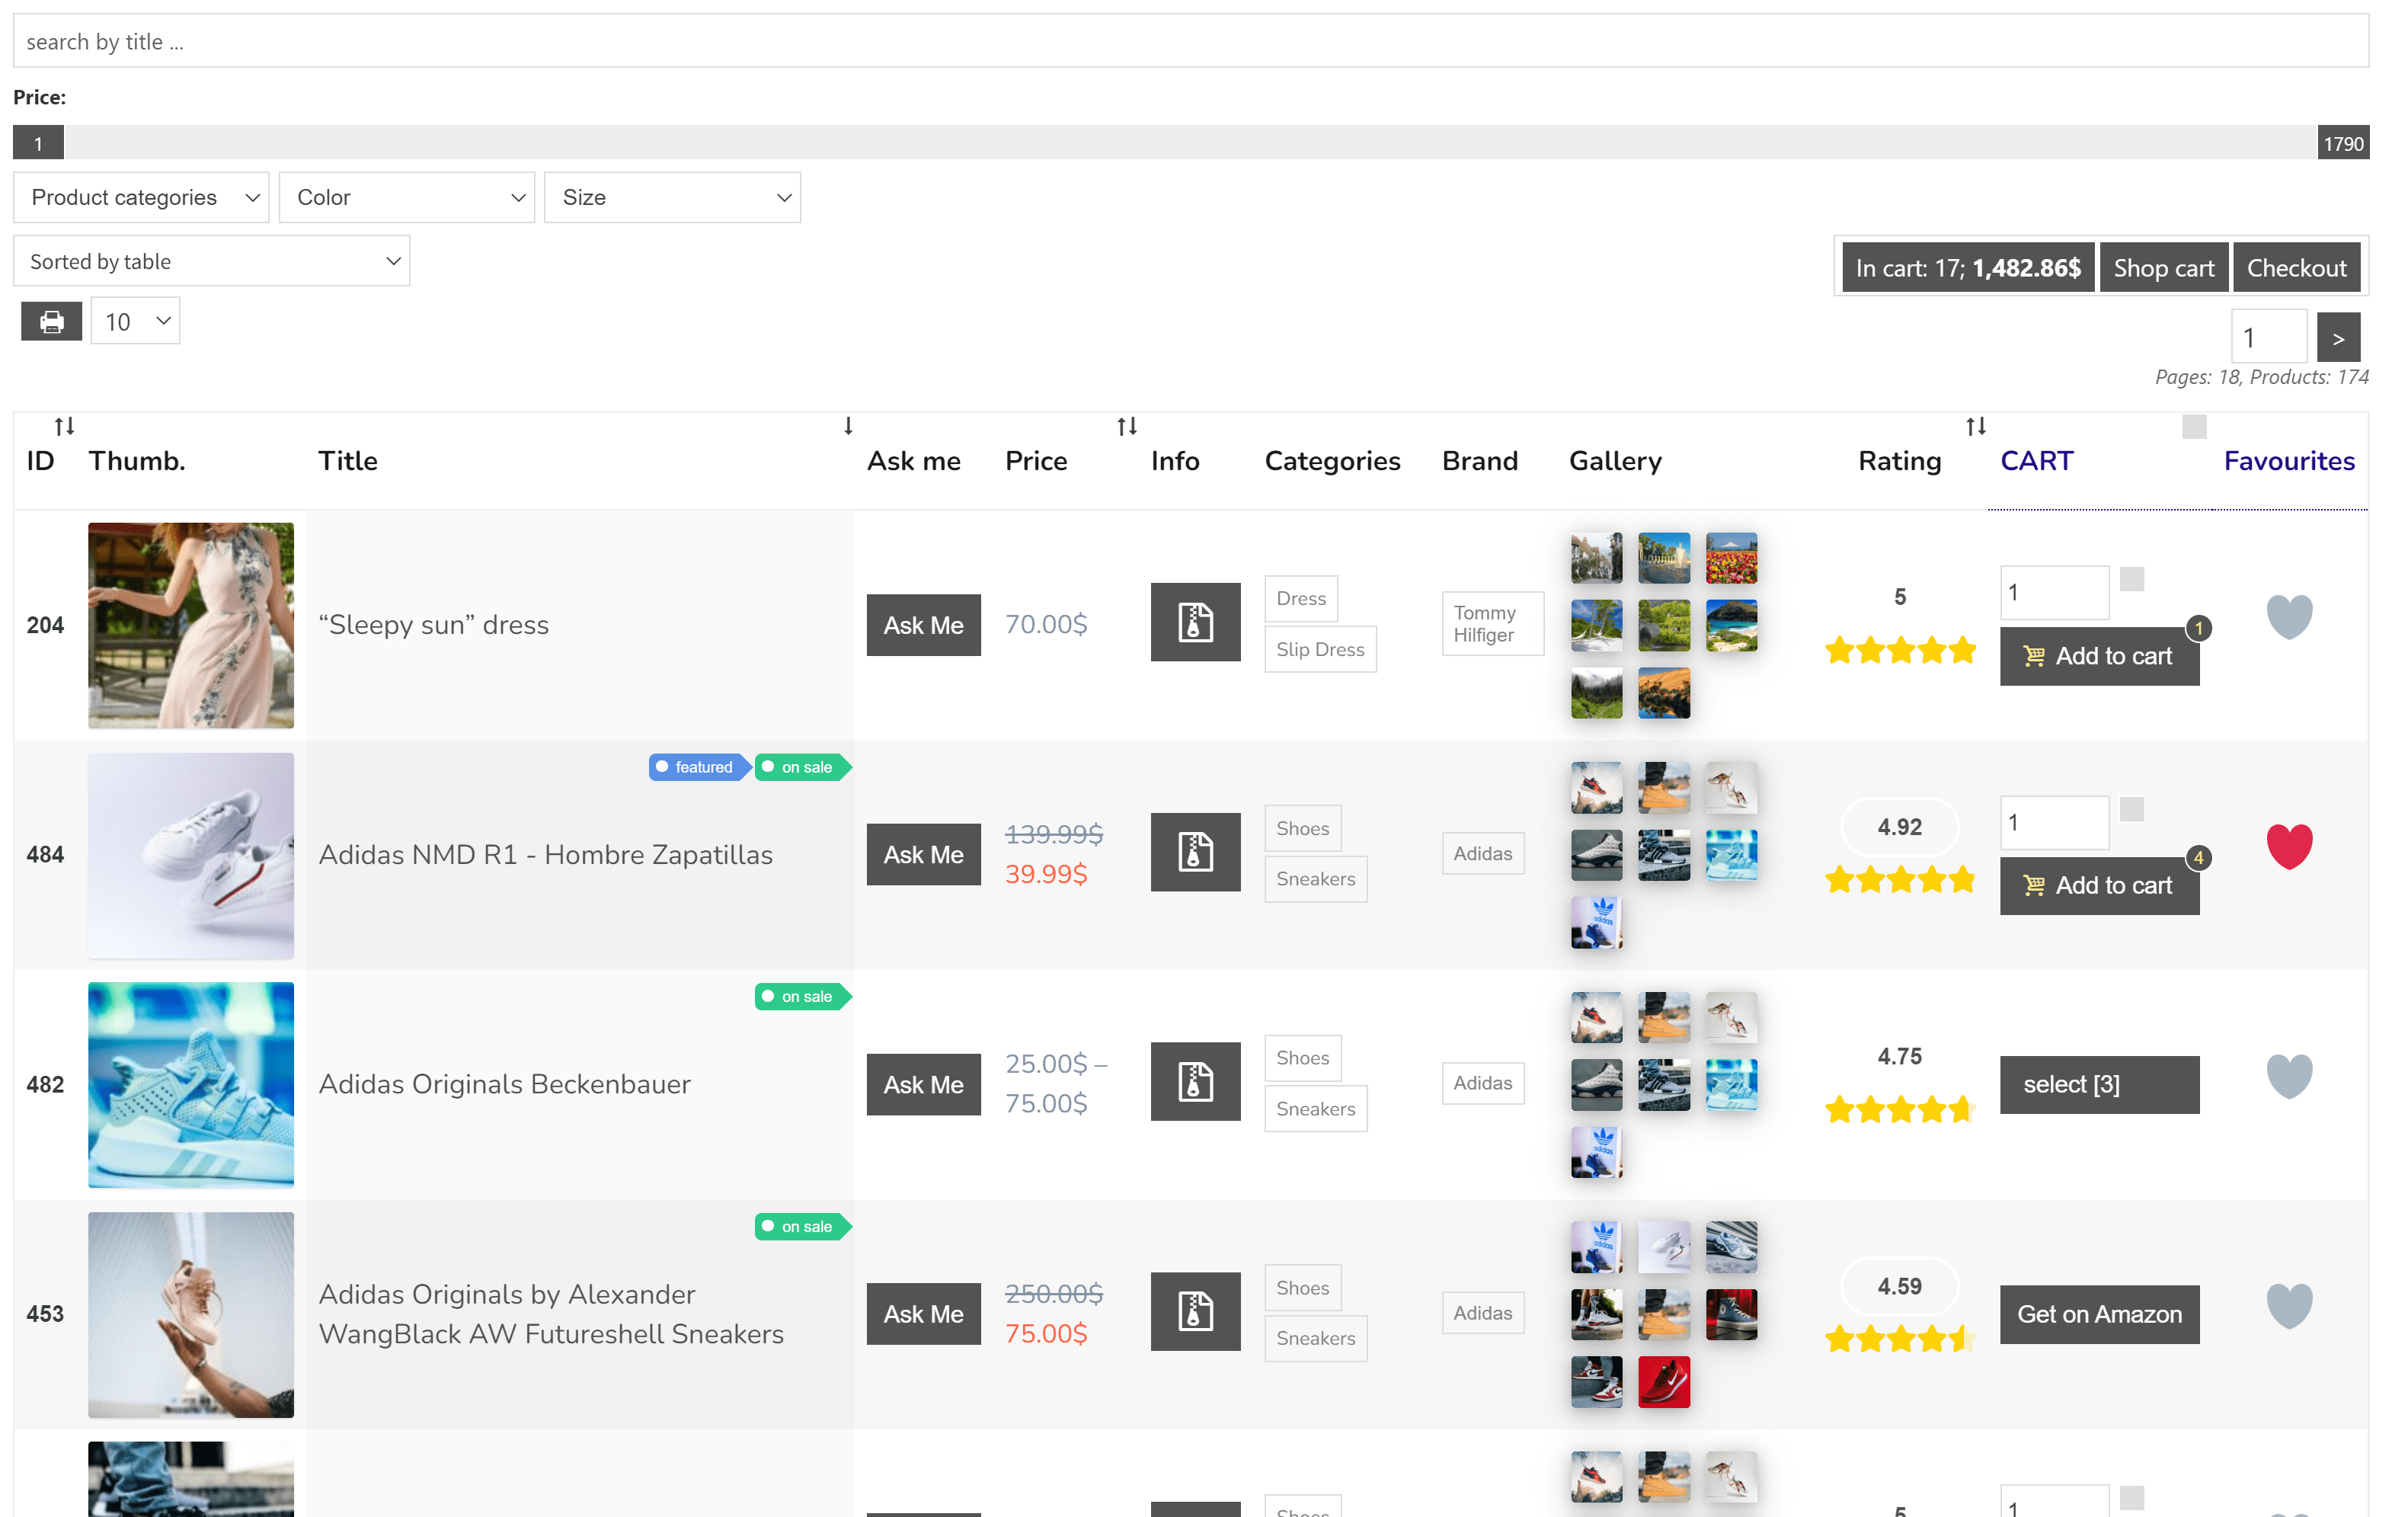 search by title ...
Price:
1
1790
Product categories
Color
Size
Sorted by table
In cart: 17; 1,482.86$
Shop cart
Checkout
10
1
>
Pages: 18, Products: 174
ID
Thumb.
Title
Ask me
Price
Info
Categories
Brand
Gallery
Rating
CART
Favourites
204
“Sleepy sun” dress
Ask Me
70.00$
Dress
Slip Dress
Tommy
Hilfiger
5
1
1
Add to cart
484
featured
on sale
Adidas NMD R1 - Hombre Zapatillas
Ask Me
139.99$
39.99$
Shoes
Sneakers
Adidas
adidas
4.92
1
4
Add to cart
482
on sale
Adidas Originals Beckenbauer
Ask Me
25.00$ –
75.00$
Shoes
Sneakers
Adidas
adidas
4.75
select [3]
453
on sale
Adidas Originals by Alexander
WangBlack AW Futureshell Sneakers
Ask Me
250.00$
75.00$
Shoes
Sneakers
Adidas
adidas
4.59
Get on Amazon
Shoes
5
1